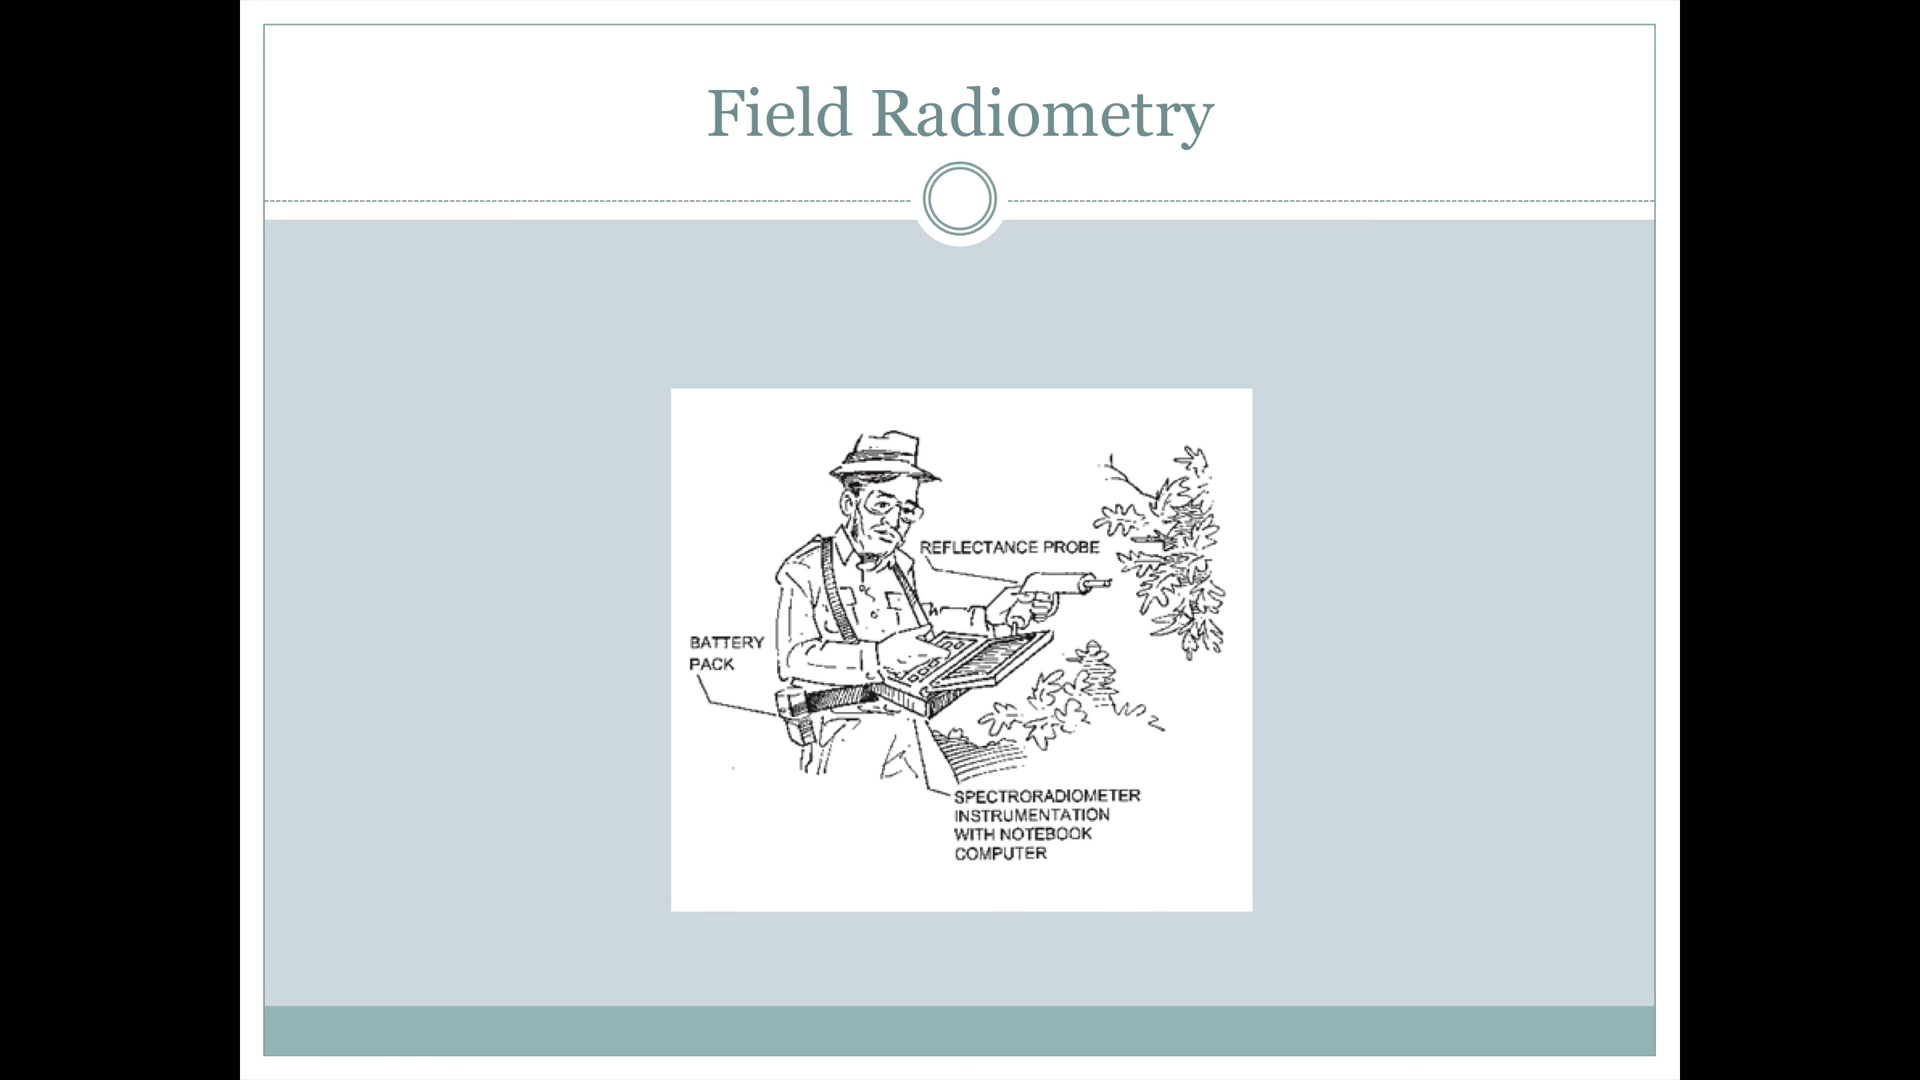 Field Radiometry
REFLECTANCE PROBE
BATTERY
PACK
SPECTRORADIOMETER
INSTRUMENTATION
WITH NOTEBOOK
COMPUTER